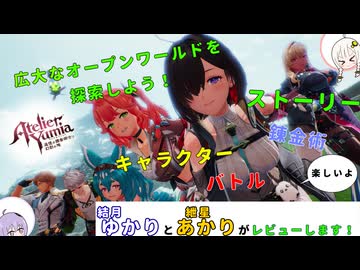 広大なオープンワールドを
探索しよう！
ストーリー
Atelier
Yumia
錬金術
キャラクター
バトル
楽しいよ
結月 紲星
ゆかりとあかりがレビューします！